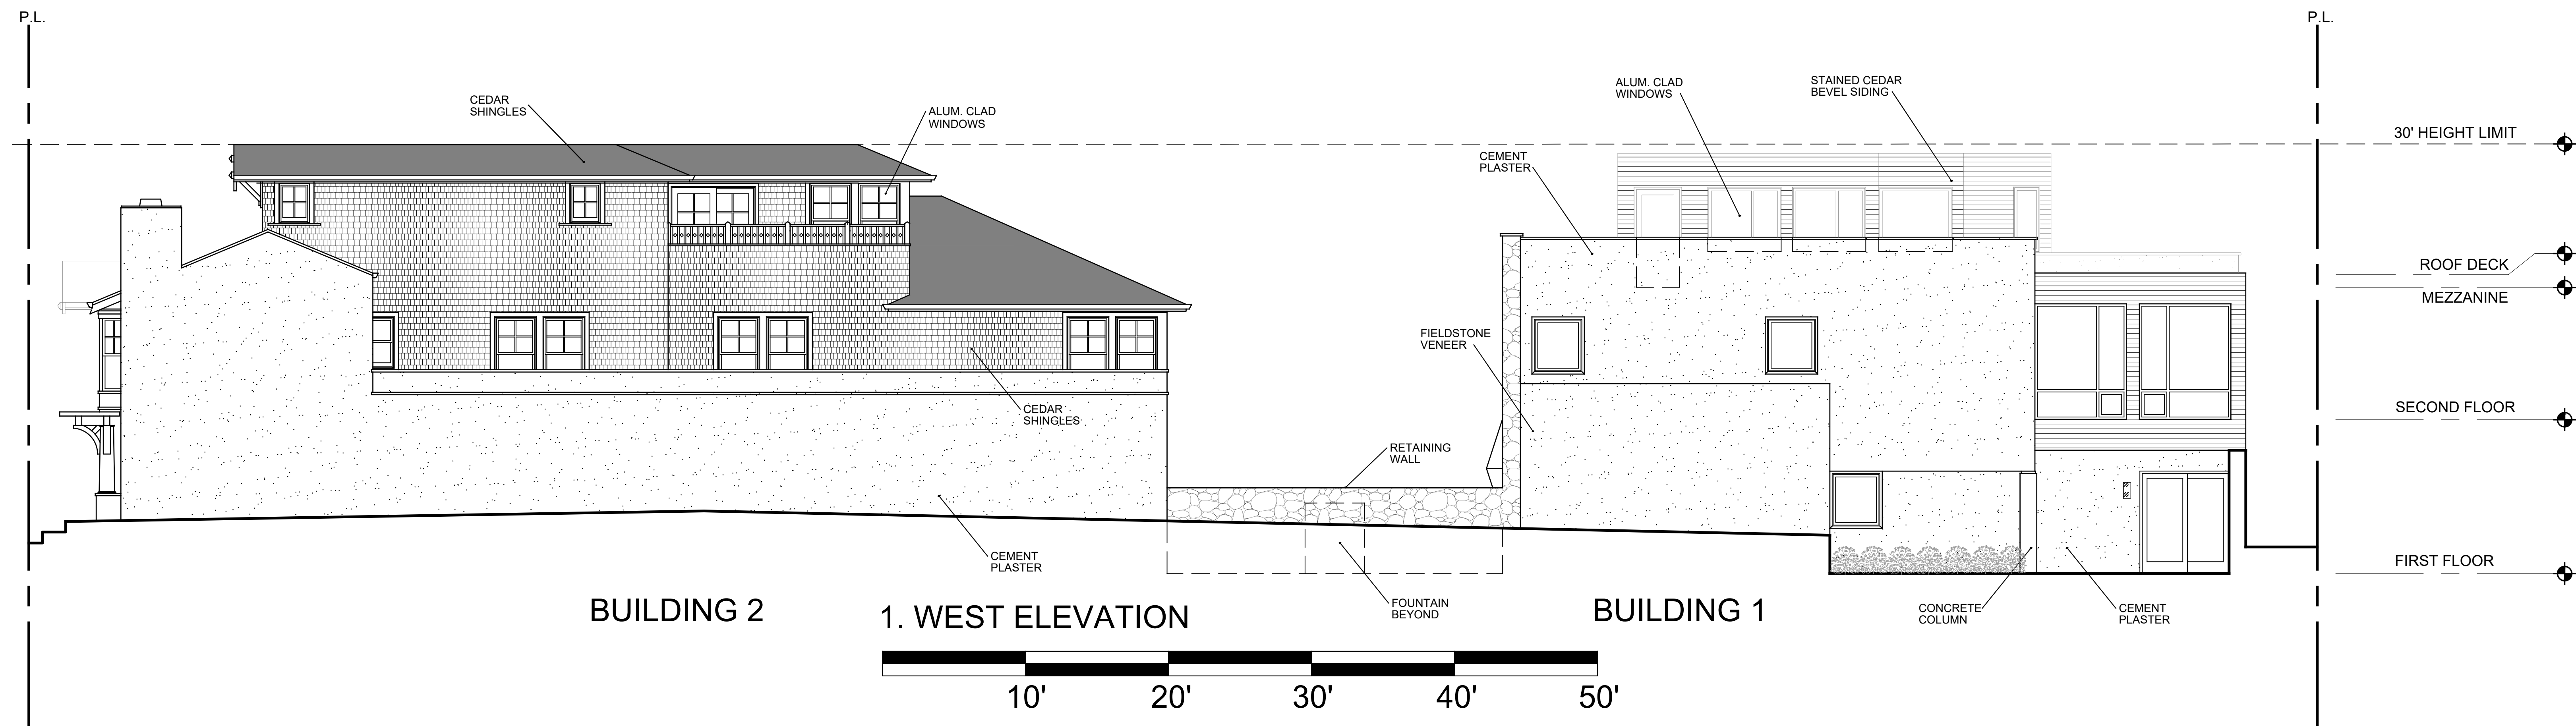 P.L.
P.L.
CEDAR
SHINGLES
ALUM. CLAD
WINDOWS
ALUM. CLAD
WINDOWS
STAINED CEDAR
BEVEL SIDING
30' HEIGHT LIMIT
CEMENT
PLASTER
ROOF DECK
MEZZANINE
FIELDSTONE
VENEER
CEDAR
SHINGLES
SECOND FLOOR
RETAINING
WALL
CEMENT
PLASTER
FIRST FLOOR
FOUNTAIN
BEYOND
CONCRETE
COLUMN
CEMENT
PLASTER
BUILDING 2
1. WEST ELEVATION
BUILDING 1
10' 20' 30' 40' 50'